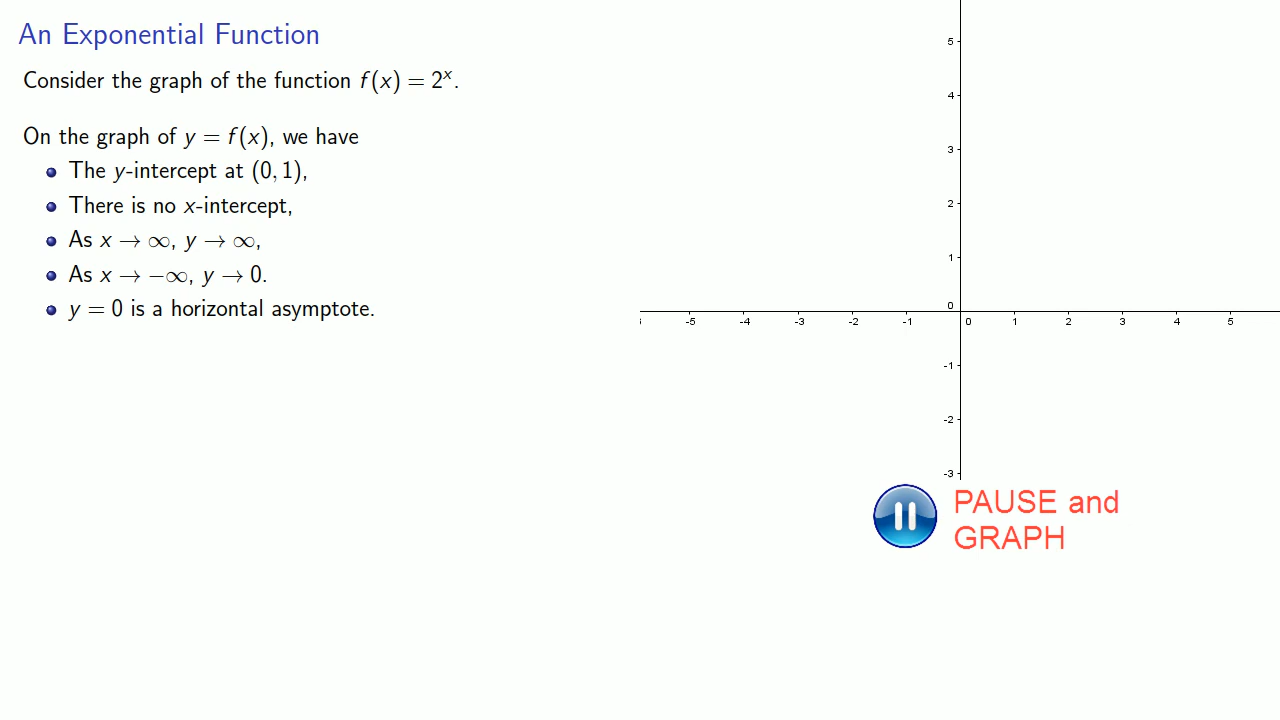 An Exponential Function
Consider the graph of the function f(x) = 2ˣ.
On the graph of y = f(x), we have
The y-intercept at (0, 1),
There is no x-intercept,
As x → ∞, y → ∞,
As x → −∞, y → 0.
y = 0 is a horizontal asymptote.
5
4
3
2
1
0
-5 -4 -3 -2 -1 0 1 2 3 4 5
-1
-2
-3
PAUSE and
GRAPH